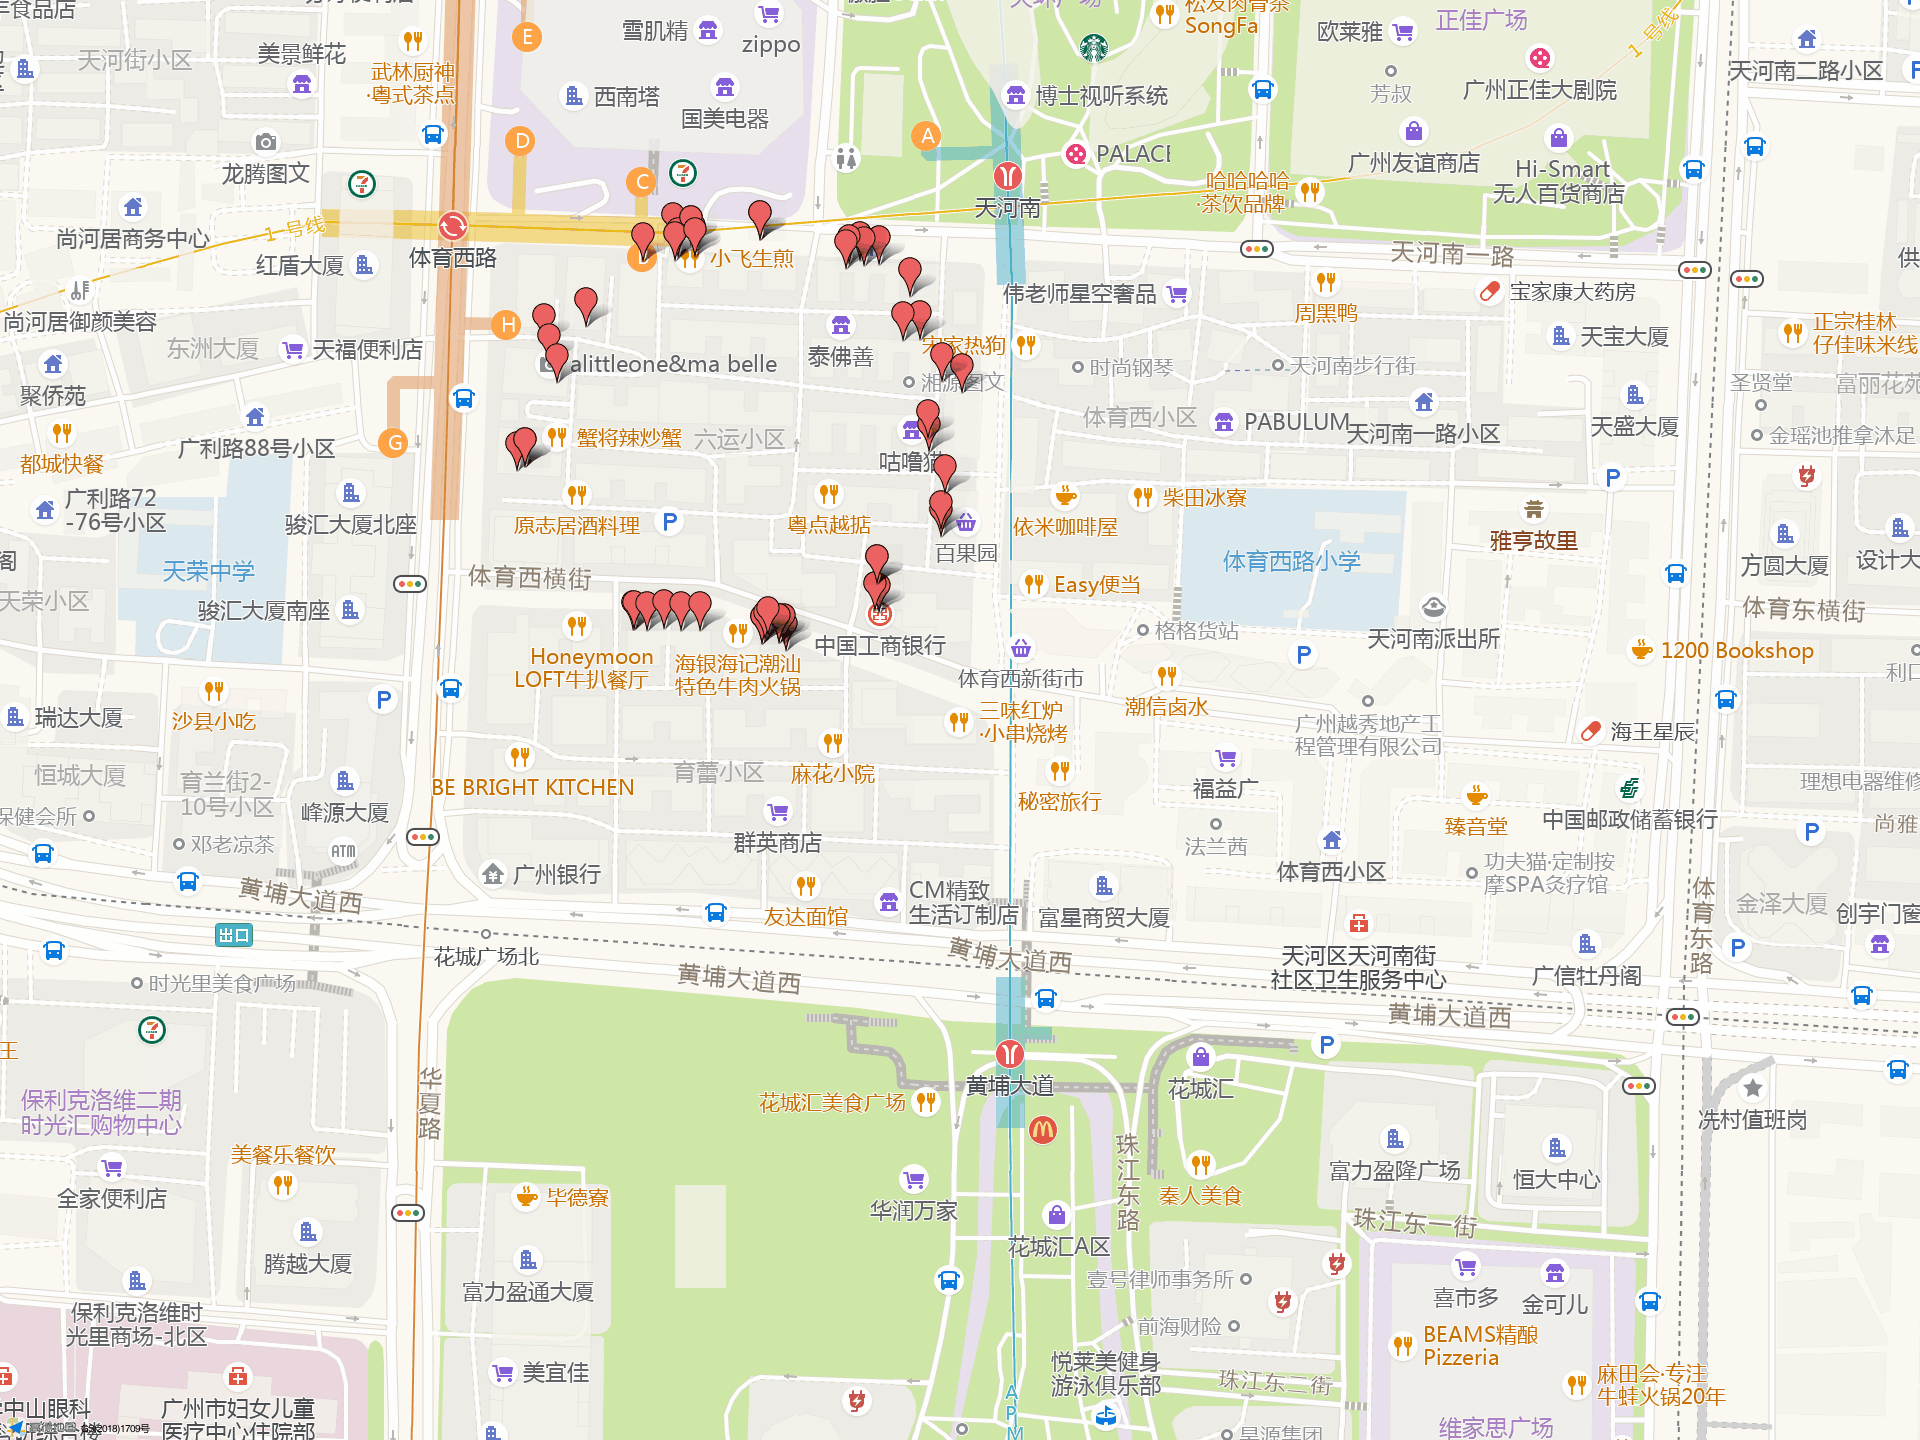 年食品店
天河街小区
美景鲜花
武林厨神
·粤式茶点
龙腾图文
尚河居商务中心
1号线
红盾大厦
体育西路
尚河居御颜美容
东洲大厦
天福便利店
聚侨苑
广利路88号小区
都城快餐
广利路72
-76号小区
骏汇大厦北座
天荣中学
天荣小区
骏汇大厦南座
阁
沙县小吃
瑞达大厦
恒城大厦
育兰街2-
10号小区
峰源大厦
保健会所
邓老凉茶
ATM
E
D
C
A
H
G
雪肌精
zippo
西南塔
国美电器
松发肉骨茶
SongFa
欧莱雅
正佳广场
1号线
芳叔
广州正佳大剧院
天河南二路小区
博士视听系统
PALACE
广州友谊商店
Hi-Smart
无人百货商店
哈哈哈哈
·茶饮品牌
天河南
天河南一路
小飞生煎
伟老师星空奢品
周黑鸭
宝家康大药房
天宝大厦
正宗桂林
仔佳味米线
alittleone&ma belle
泰佛善
宋家热狗
湘源图文
时尚钢琴
天河南步行街
圣贤堂
富丽花苑
蟹将辣炒蟹
六运小区
咕噜猫
体育西小区
PABULUM
天河南一路小区
天盛大厦
金瑶池推拿沐足
原志居酒料理
P
粤点越掂
百果园
依米咖啡屋
柴田冰寮
体育西路小学
雅亨故里
方圆大厦
设计大
体育西横街
Easy便当
天河南派出所
体育东横街
1200 Bookshop
利口
Honeymoon
LOFT牛扒餐厅
海银海记潮汕
特色牛肉火锅
中国工商银行
格格货站
体育西新街市
潮信卤水
三味红炉
·小串烧烤
广州越秀地产工
程管理有限公司
海王星辰
BE BRIGHT KITCHEN
育蕾小区
麻花小院
秘密旅行
福益广
臻音堂
中国邮政储蓄银行
理想电器维修
尚雅
群英商店
法兰茜
体育西小区
功夫猫·定制按
摩SPA灸疗馆
金泽大厦
创宇门窗
体育东路
广州银行
友达面馆
CM精致
生活订制店
富星商贸大厦
黄埔大道西
出口
花城广场北
黄埔大道西
黄埔大道西
天河区天河南街
社区卫生服务中心
广信牡丹阁
黄埔大道西
时光里美食广场
王
保利克洛维二期
时光汇购物中心
华夏路
花城汇美食广场
黄埔大道
花城汇
冼村值班岗
美餐乐餐饮
全家便利店
毕德寮
华润万家
珠江东路
秦人美食
富力盈隆广场
恒大中心
珠江东一街
腾越大厦
富力盈通大厦
花城汇A区
壹号律师事务所
喜市多
金可儿
保利克洛维时
光里商场-北区
前海财险
BEAMS精酿
Pizzeria
美宜佳
悦莱美健身
游泳俱乐部
珠江东二街
麻田会·专注
牛蛙火锅20年
中山眼科
广州市妇女儿童
医疗中心住院部
APM
昊源集团
维家思广场